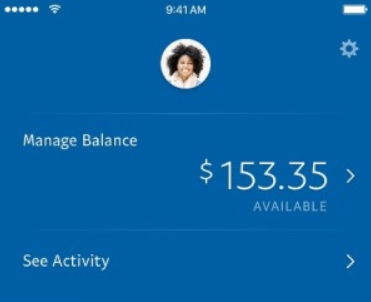 9:41 AM
Manage Balance
$153.35
AVAILABLE
See Activity